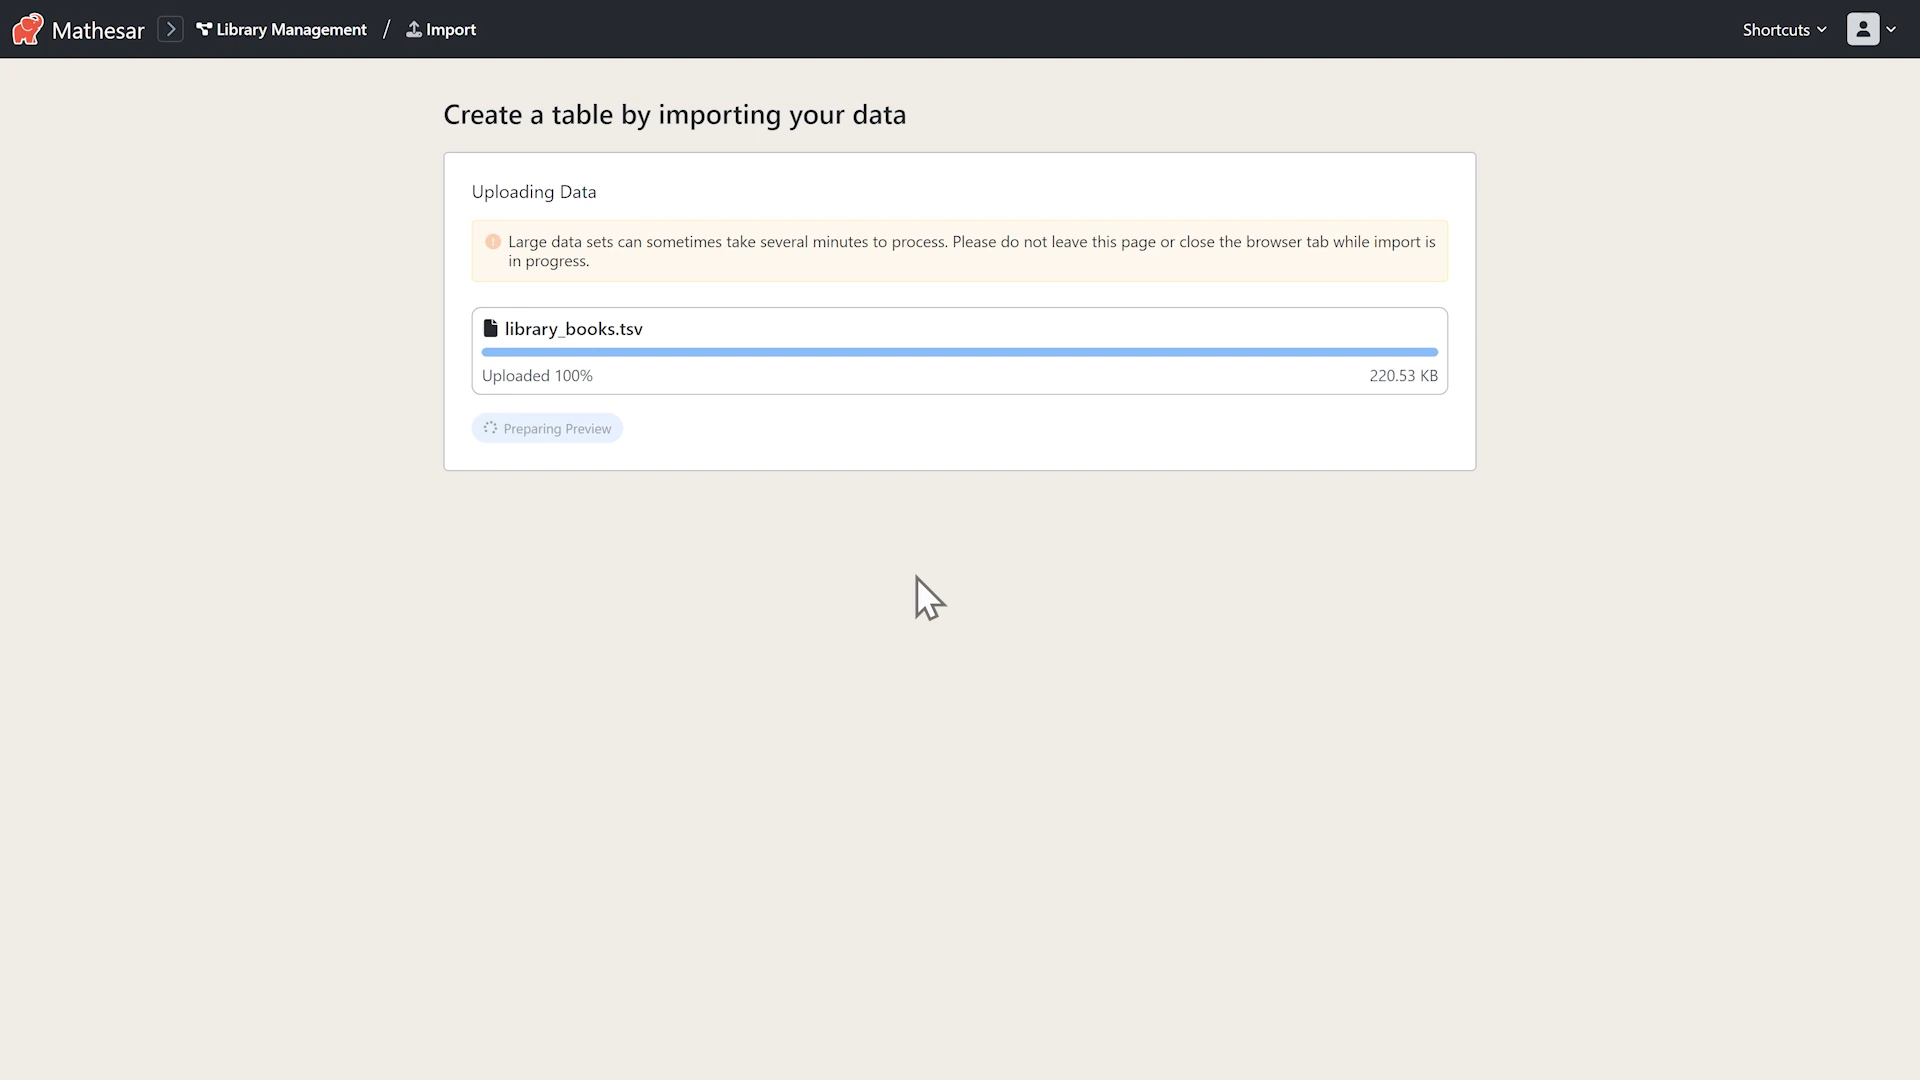 Mathesar
Library Management / Import
Shortcuts
Create a table by importing your data
Uploading Data
Large data sets can sometimes take several minutes to process. Please do not leave this page or close the browser tab while import is
in progress.
library_books.tsv
Uploaded 100%
220.53 KB
Preparing Preview